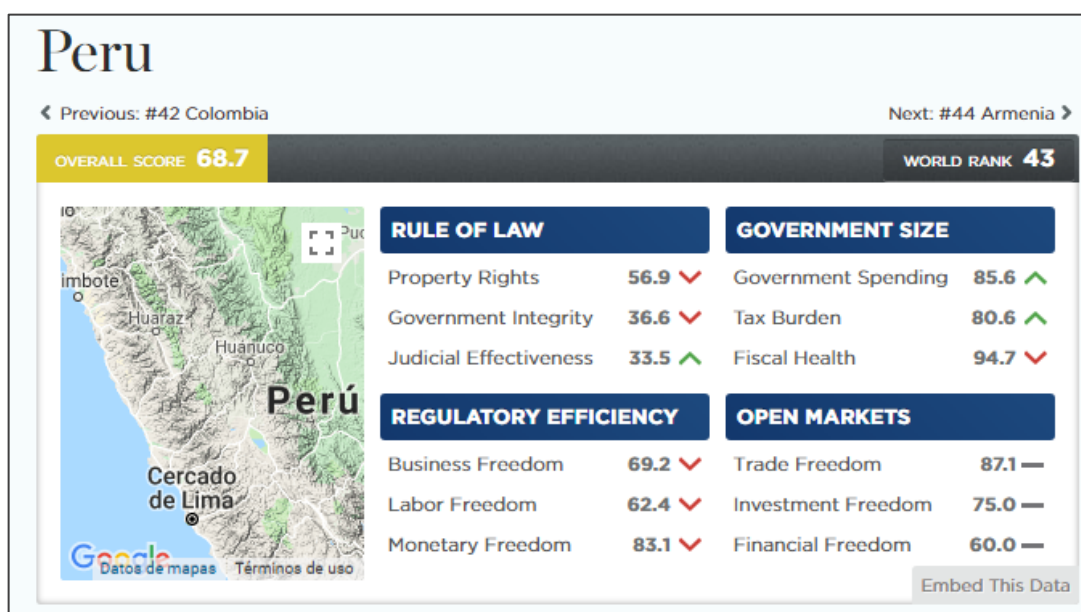 Peru
Previous: #42 Colombia
Next: #44 Armenia
OVERALL SCORE 68.7
WORLD RANK 43
RULE OF LAW
Property Rights 56.9
Government Integrity 36.6
Judicial Effectiveness 33.5
GOVERNMENT SIZE
Government Spending 85.6
Tax Burden 80.6
Fiscal Health 94.7
REGULATORY EFFICIENCY
Business Freedom 69.2
Labor Freedom 62.4
Monetary Freedom 83.1
OPEN MARKETS
Trade Freedom 87.1
Investment Freedom 75.0
Financial Freedom 60.0
Puc
imbote
Huaraz
Huánuco
Perú
Cercado
de Lima
Google
Datos de mapas Términos de uso
Embed This Data